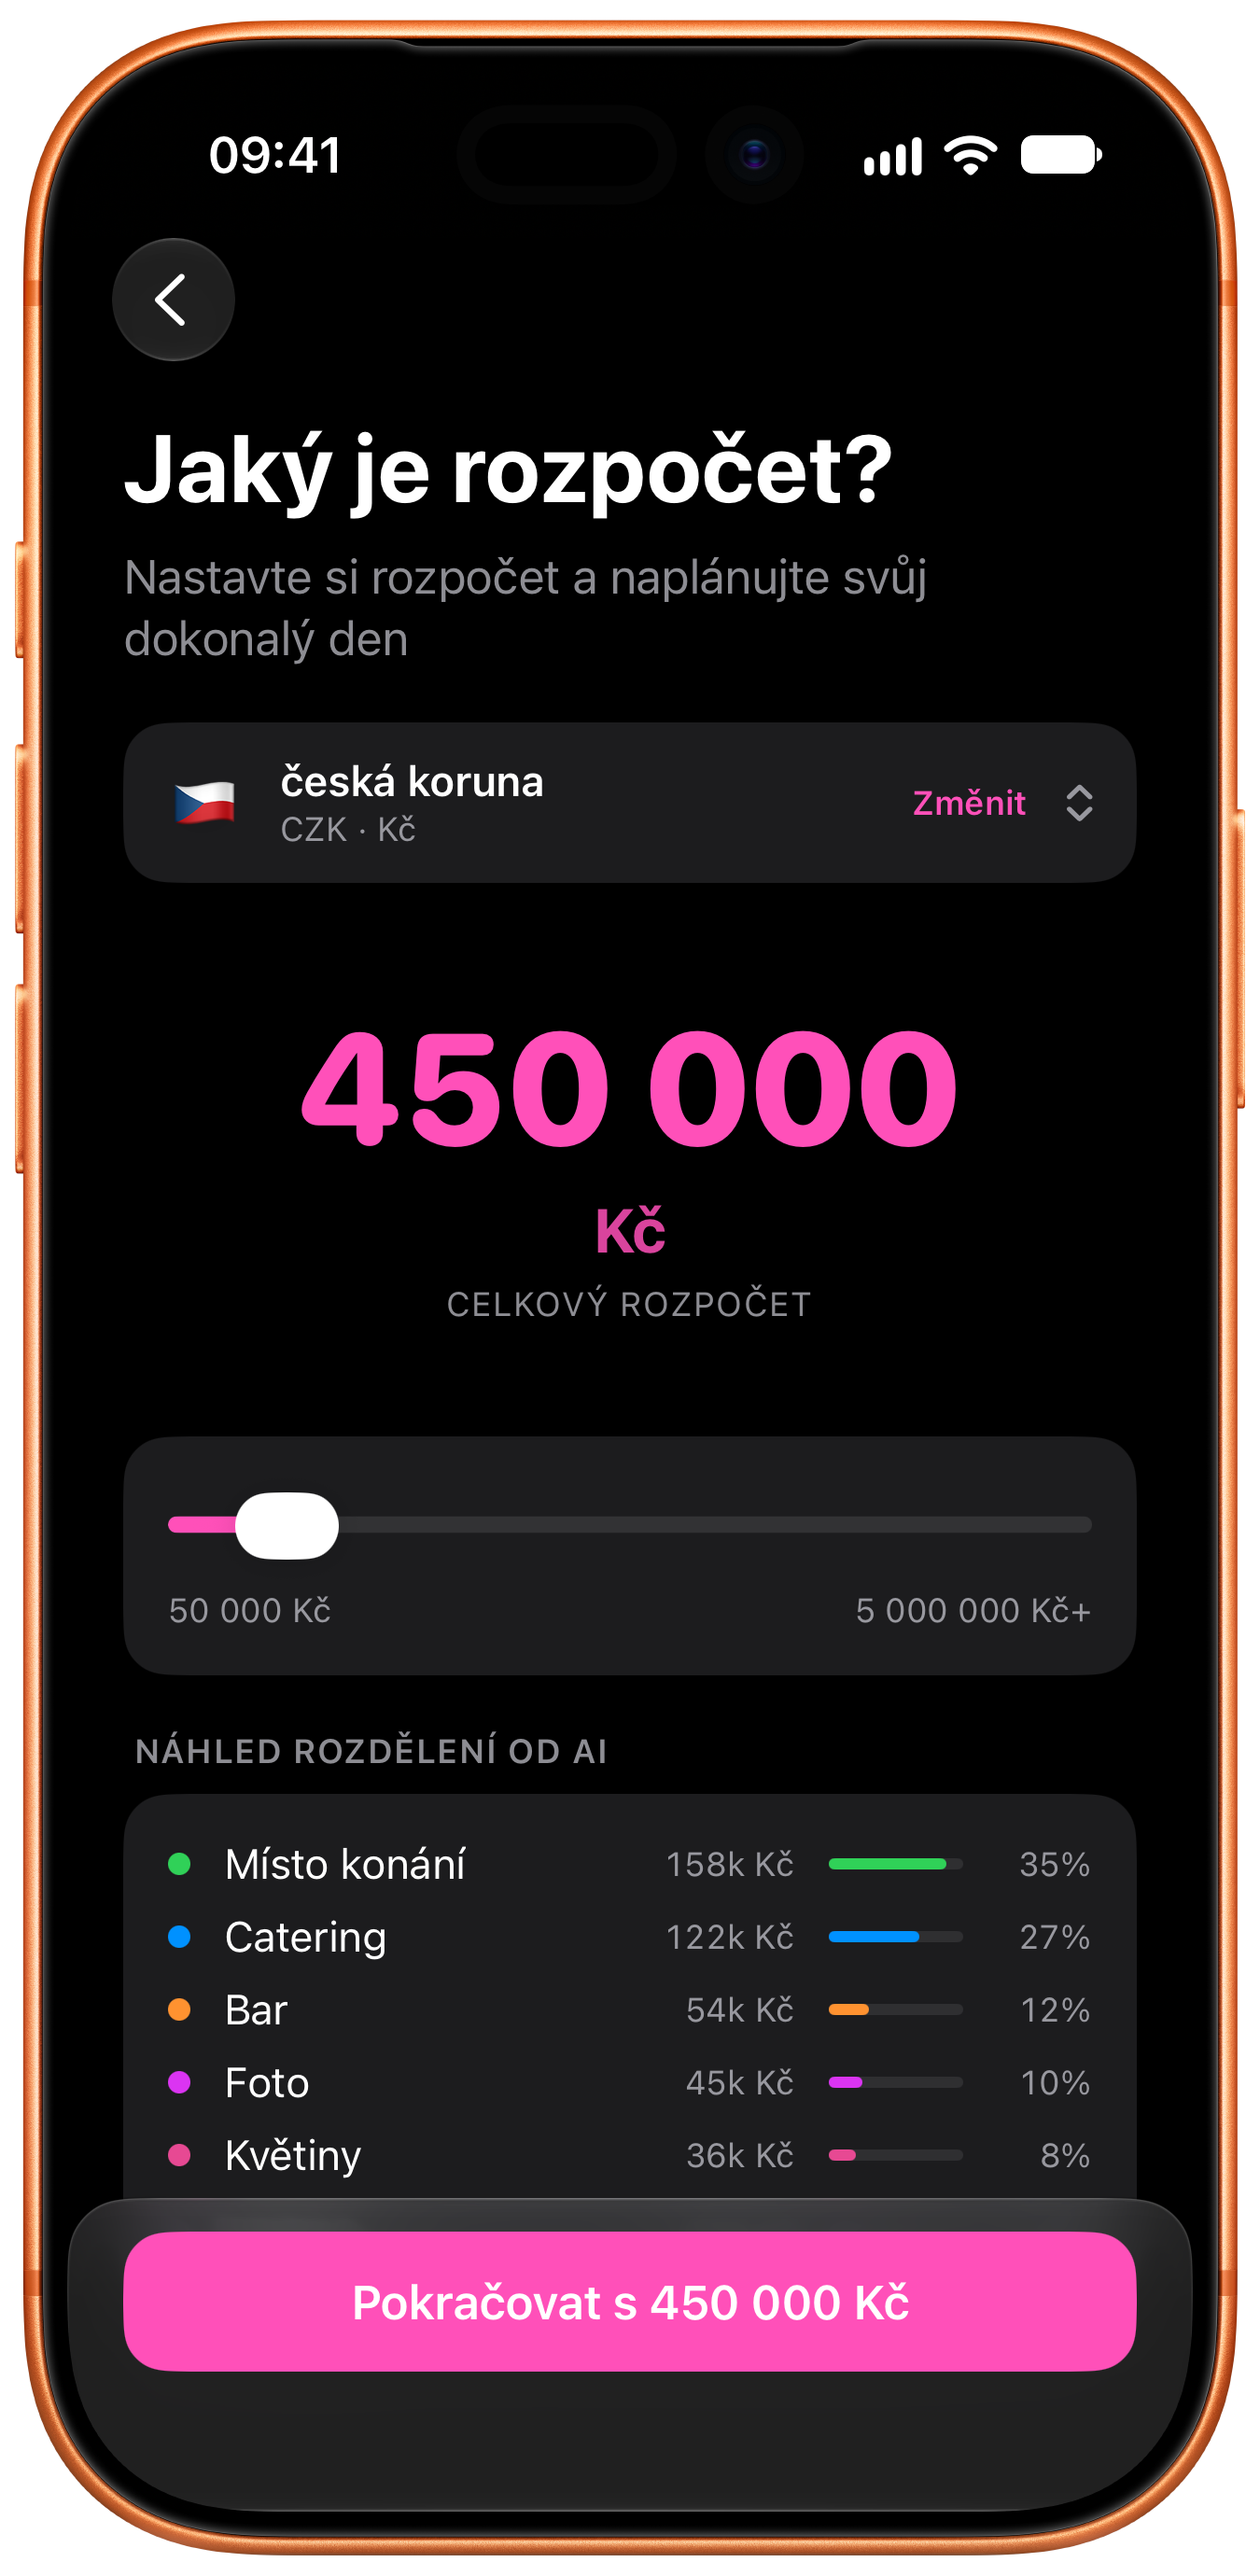 09:41
Jaký je rozpočet?
Nastavte si rozpočet a naplánujte svůj
dokonalý den
česká koruna
CZK · Kč
Změnit
450 000
Kč
CELKOVÝ ROZPOČET
50 000 Kč
5 000 000 Kč+
NÁHLED ROZDĚLENÍ OD AI
Místo konání 158k Kč 35%
Catering 122k Kč 27%
Bar 54k Kč 12%
Foto 45k Kč 10%
Květiny 36k Kč 8%
Pokračovat s 450 000 Kč